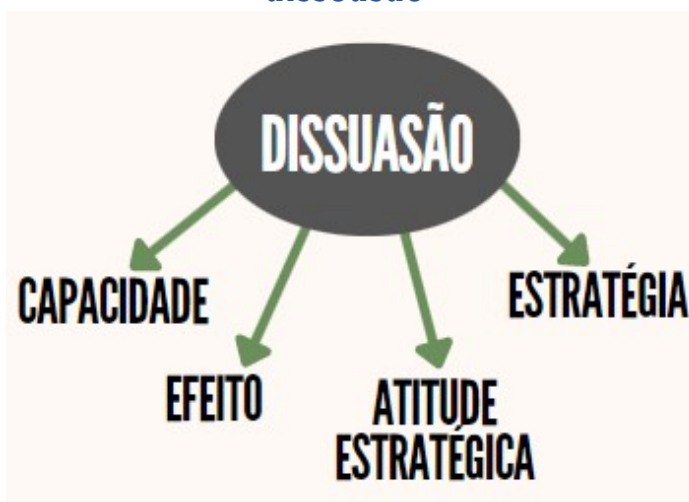 DISSUASÃO
CAPACIDADE
ESTRATÉGIA
EFEITO
ATITUDE
ESTRATÉGICA